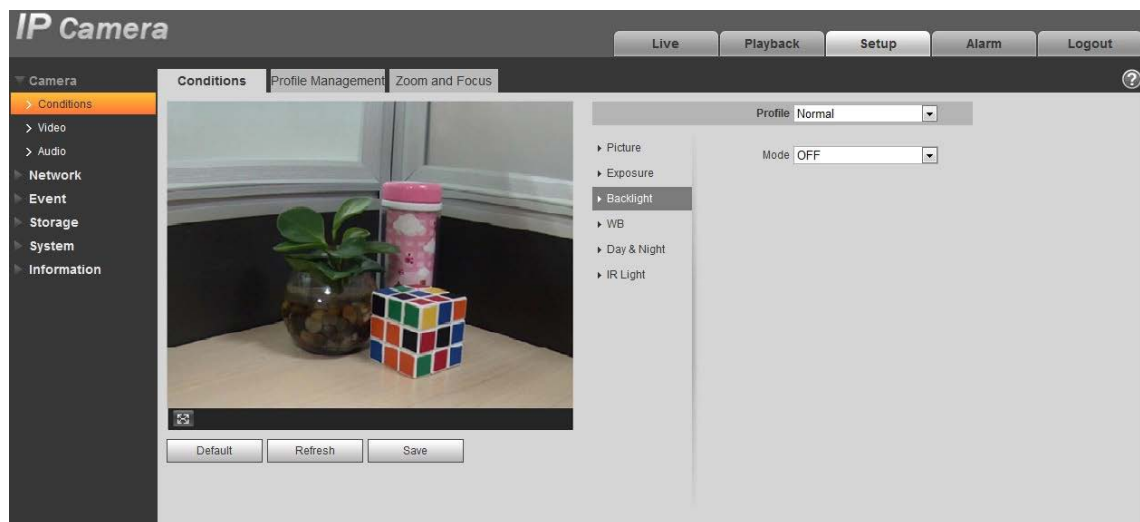 IP Camera
Live
Playback
Setup
Alarm
Logout
Camera
Conditions
Video
Audio
Network
Event
Storage
System
Information
Conditions
Profile Management
Zoom and Focus
?
Profile Normal
Picture
Exposure
Backlight
WB
Day & Night
IR Light
Mode OFF
Default
Refresh
Save